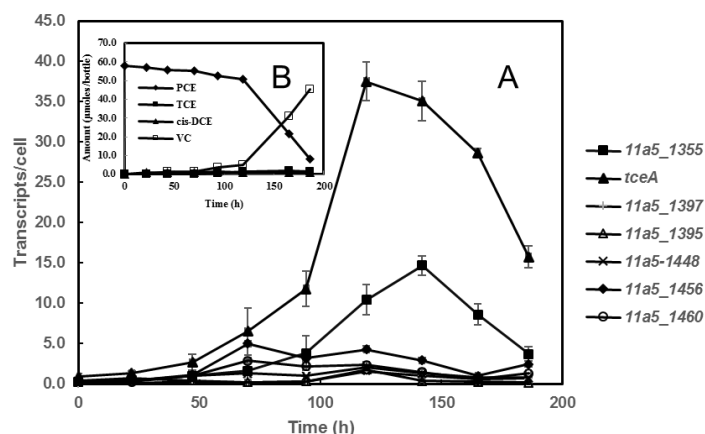 45.0
40.0
35.0
30.0
25.0
20.0
15.0
10.0
5.0
0.0
Transcripts/cell
0
50
100
150
200
Time (h)
A
B
70.0
60.0
50.0
40.0
30.0
20.0
10.0
0.0
Amount (µmoles/bottle)
PCE
TCE
cis-DCE
VC
0
50
100
150
200
Time (h)
11a5_1355
tceA
11a5_1397
11a5_1395
11a5-1448
11a5_1456
11a5_1460